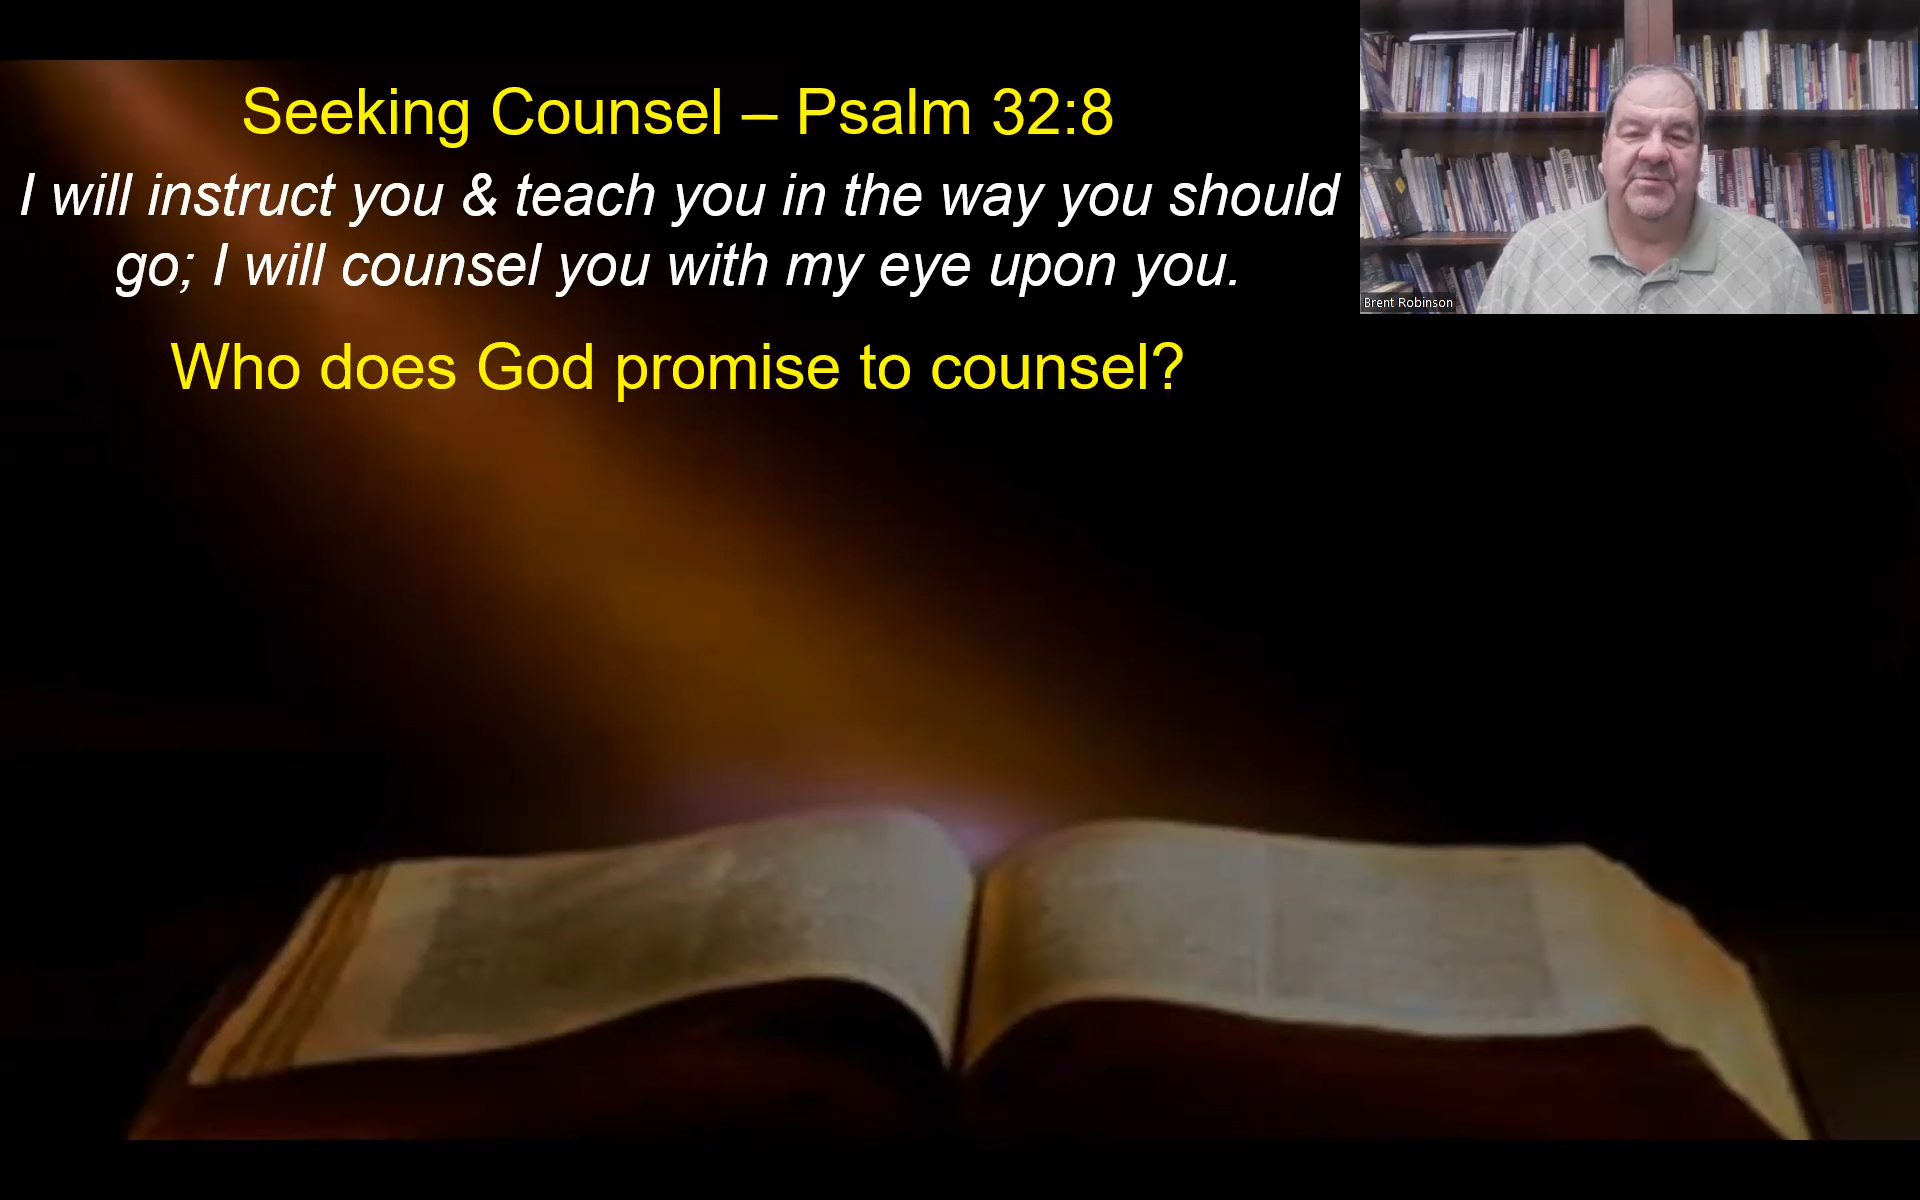 Seeking Counsel – Psalm 32:8
I will instruct you & teach you in the way you should
go; I will counsel you with my eye upon you.
Who does God promise to counsel?
Brent Robinson